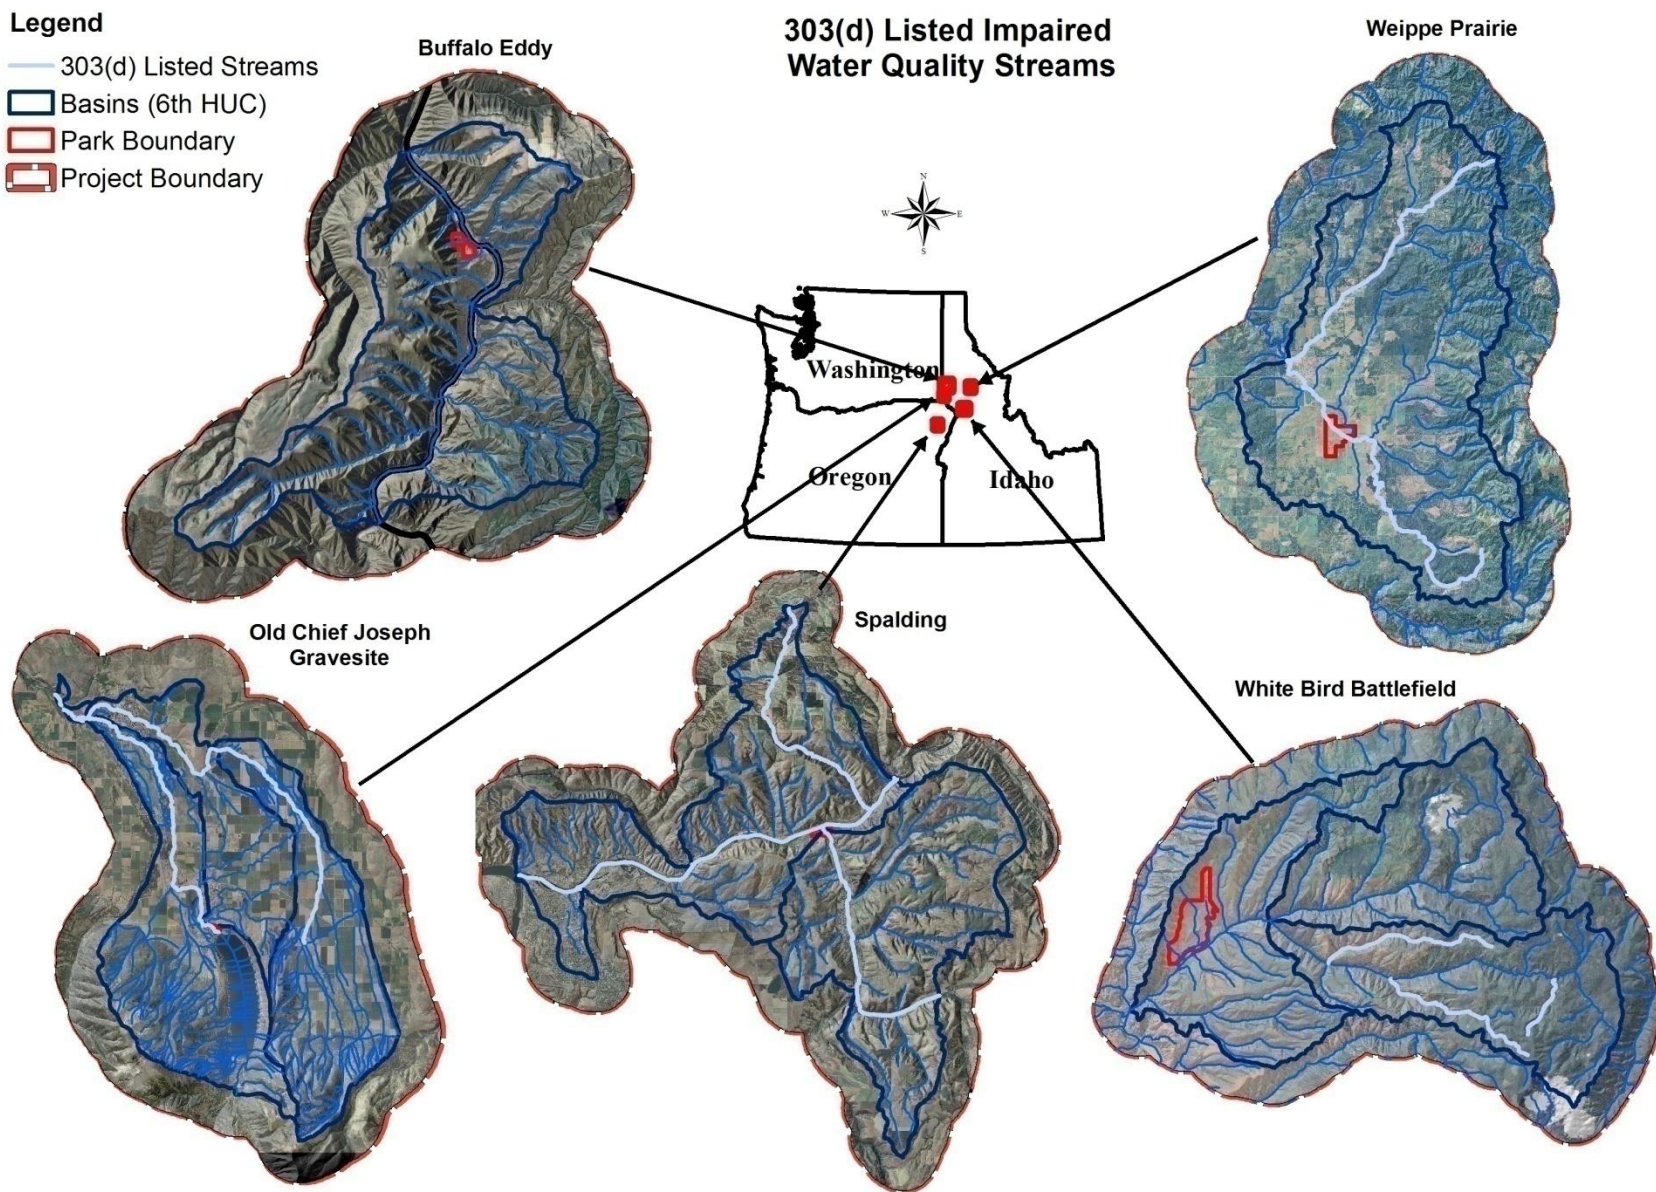 Legend
303(d) Listed Streams
Basins (6th HUC)
Park Boundary
Project Boundary
303(d) Listed Impaired
Water Quality Streams
Buffalo Eddy
Weippe Prairie
N
W
E
S
Washington
Oregon
Idaho
Old Chief Joseph
Gravesite
Spalding
White Bird Battlefield